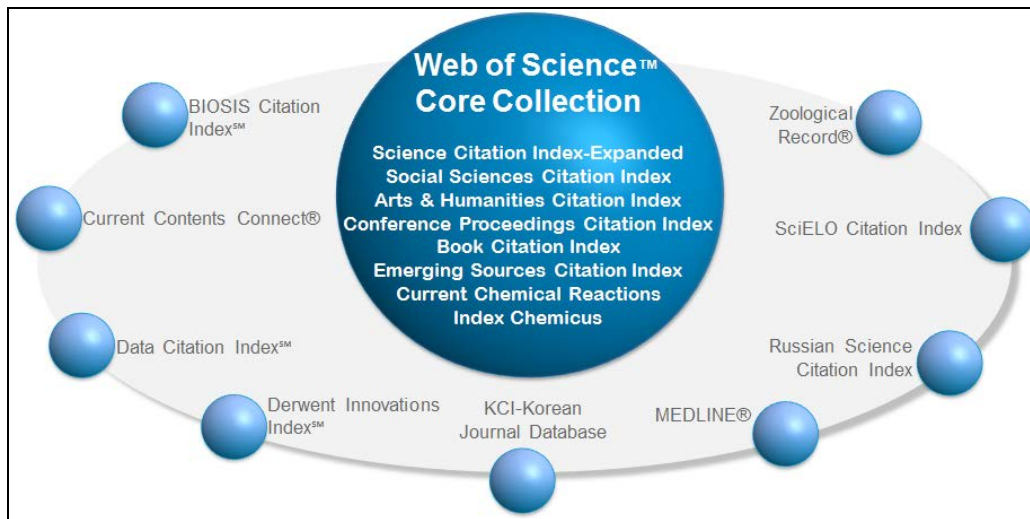 Web of Science™
Core Collection
Science Citation Index-Expanded
Social Sciences Citation Index
Arts & Humanities Citation Index
Conference Proceedings Citation Index
Book Citation Index
Emerging Sources Citation Index
Current Chemical Reactions
Index Chemicus
BIOSIS Citation
Index℠
Current Contents Connect®
Data Citation Index℠
Derwent Innovations
Index℠
KCI-Korean
Journal Database
MEDLINE®
Russian Science
Citation Index
SciELO Citation Index
Zoological
Record®